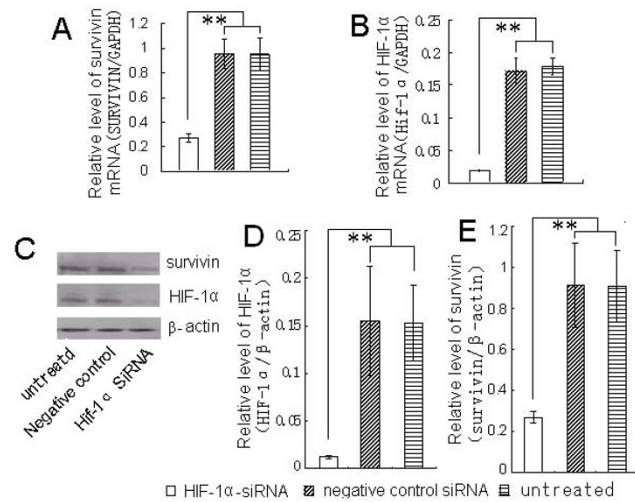 A
Relative level of survivin
mRNA(SURVIVIN/GAPDH)
1.2
1
0.8
0.6
0.4
0.2
0
**
B
Relative level of HIF-1α
mRNA(Hif-1α/GAPDH)
0.25
0.2
0.15
0.1
0.05
0
**
C
survivin
HIF-1α
β-actin
untreatd
Negative control
Hif-1α SiRNA
D
Relative level of HIF-1α
(HIF-1α/β-actin)
0.25
0.2
0.15
0.1
0.05
0
**
E
Relative level of survivin
(survivin/β-actin)
1.2
1
0.8
0.6
0.4
0.2
0
**
HIF-1α-siRNA negative control siRNA untreated